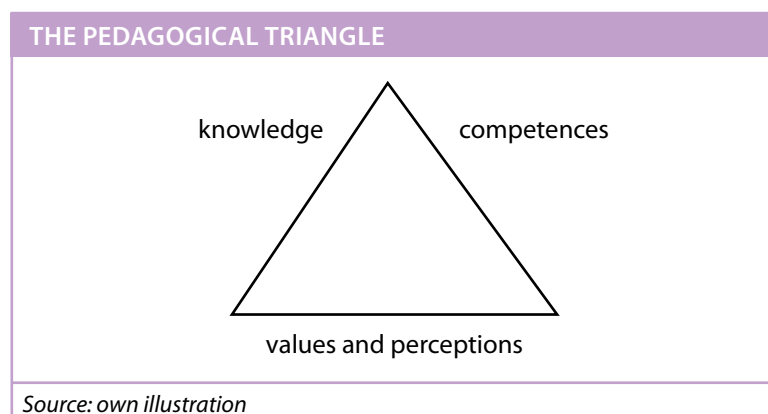 THE PEDAGOGICAL TRIANGLE
knowledge competences
values and perceptions
Source: own illustration